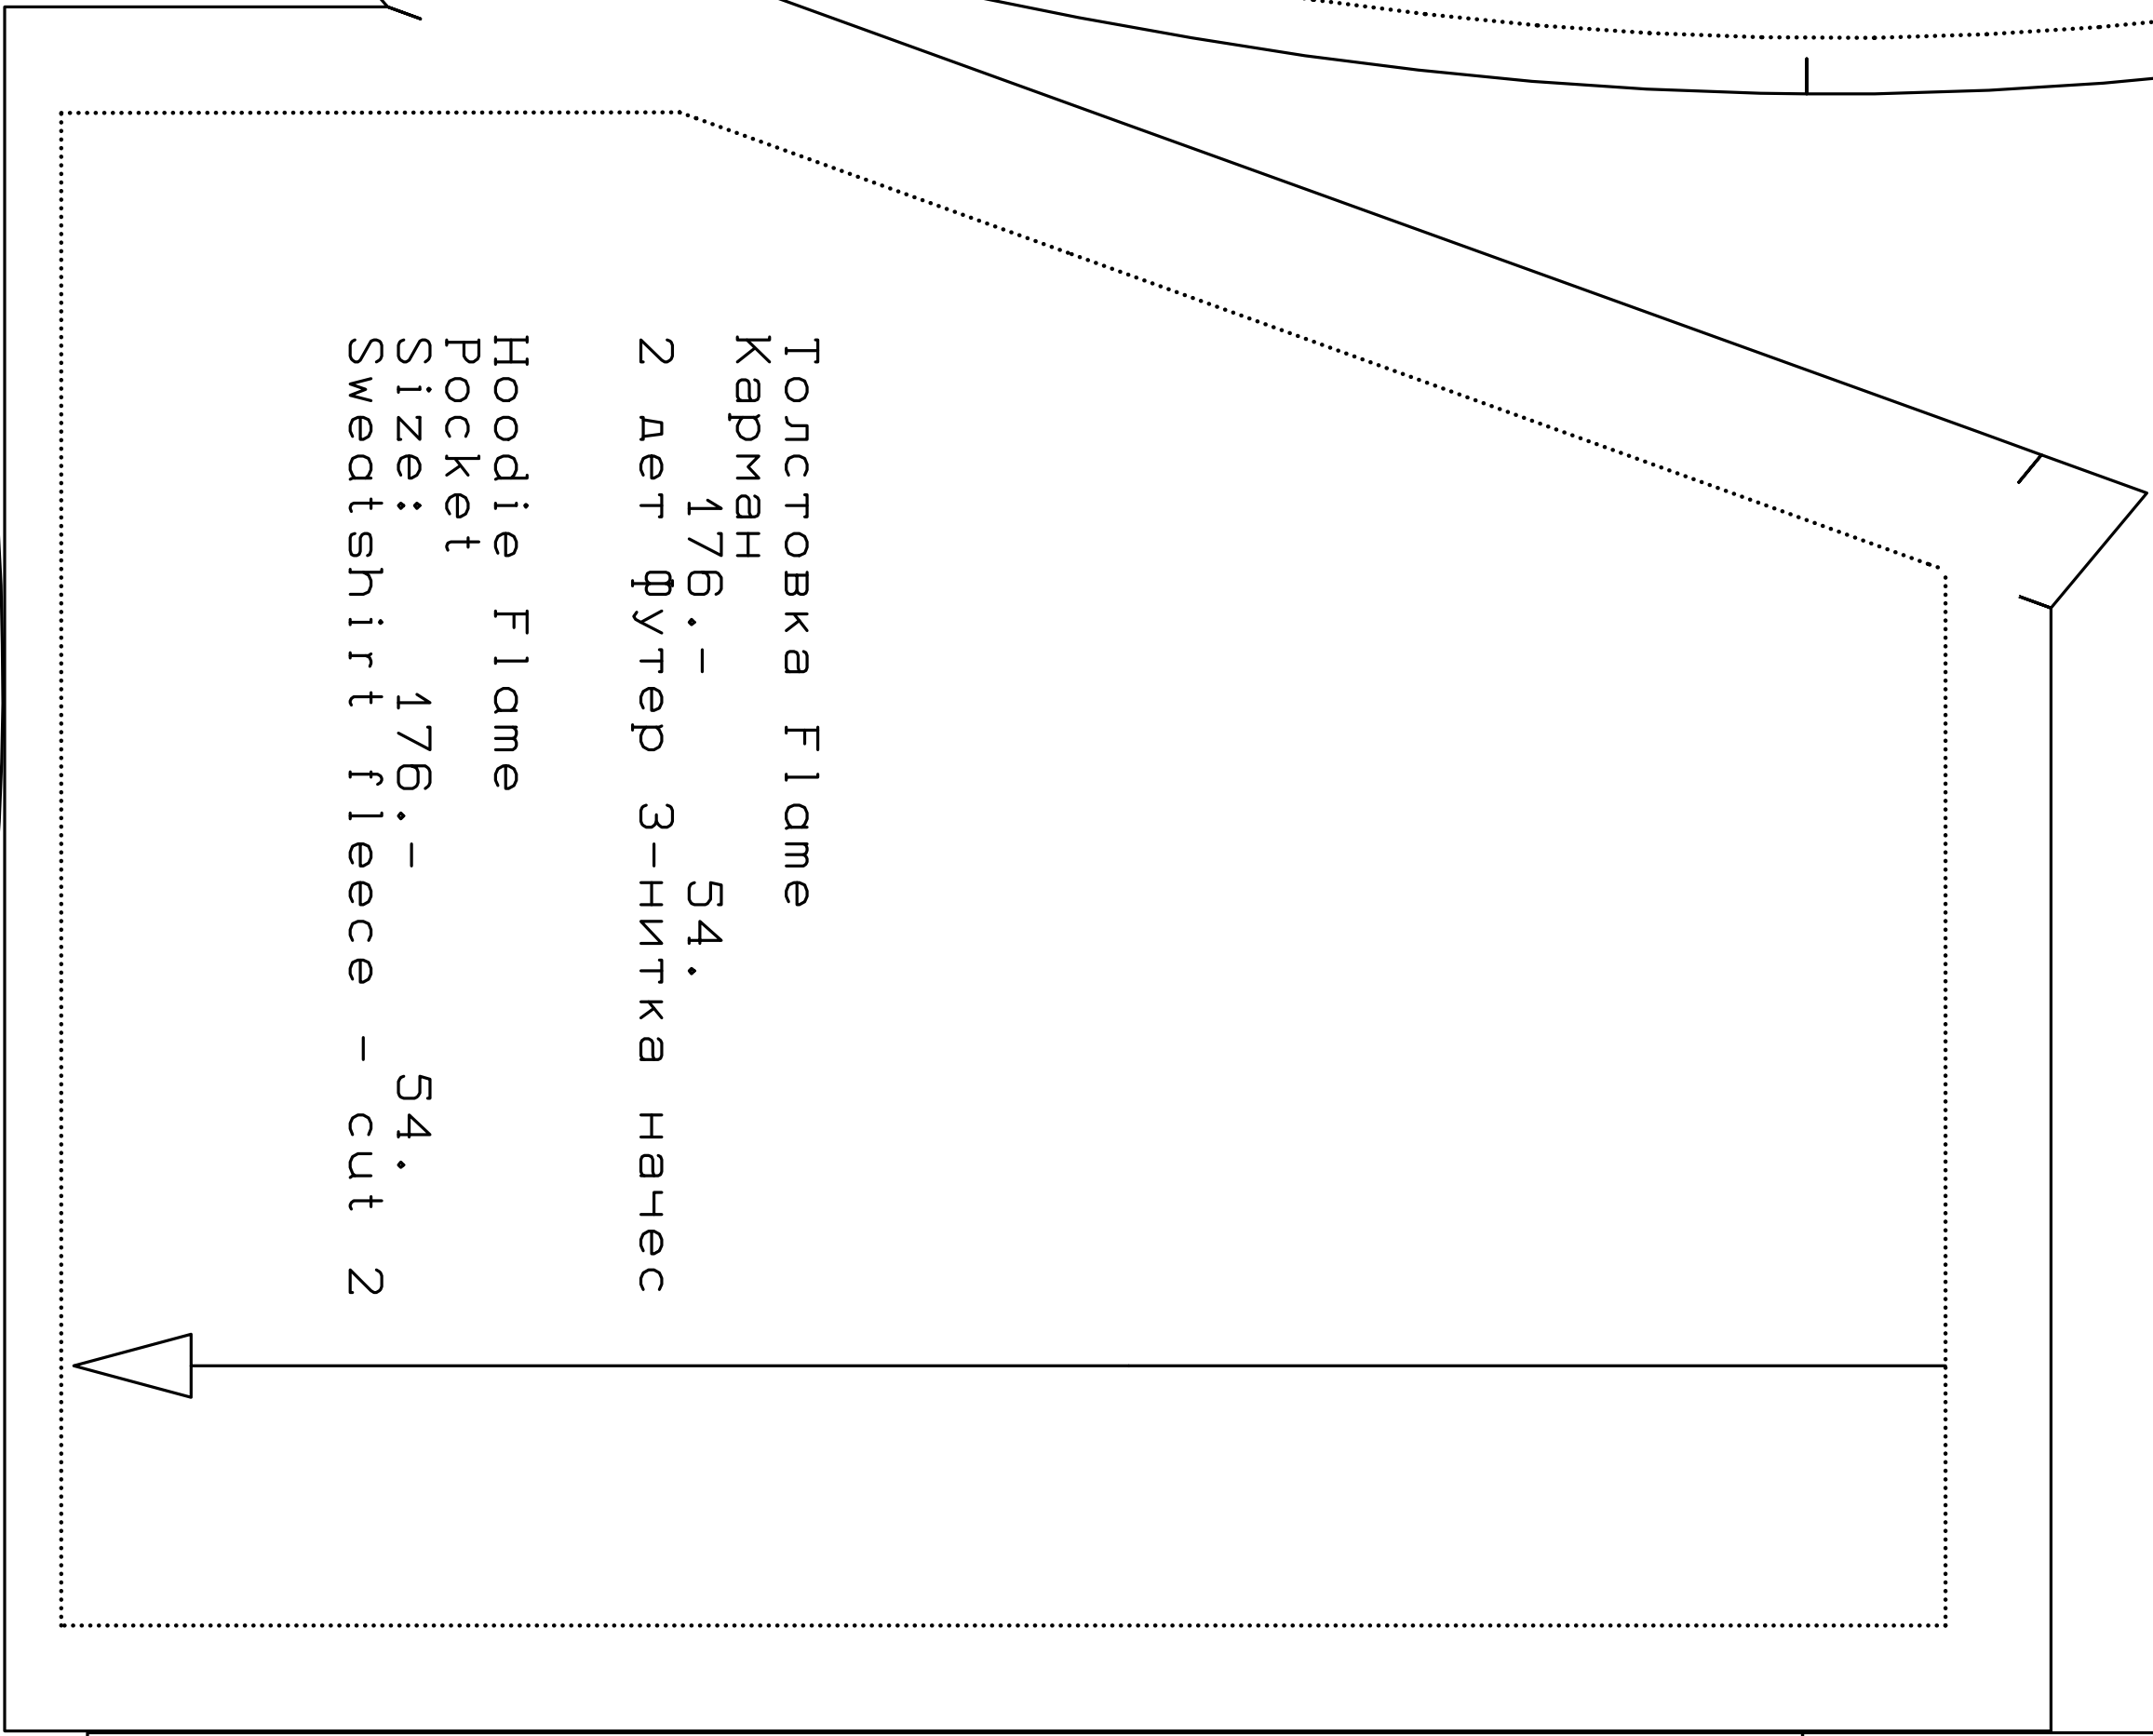 Толстовка Flame
Карман
176.- 54.
2 дет футер 3-нитка начес
Hoodie Flame
Pocket
Size: 176.- 54.
Sweatshirt fleece - cut 2